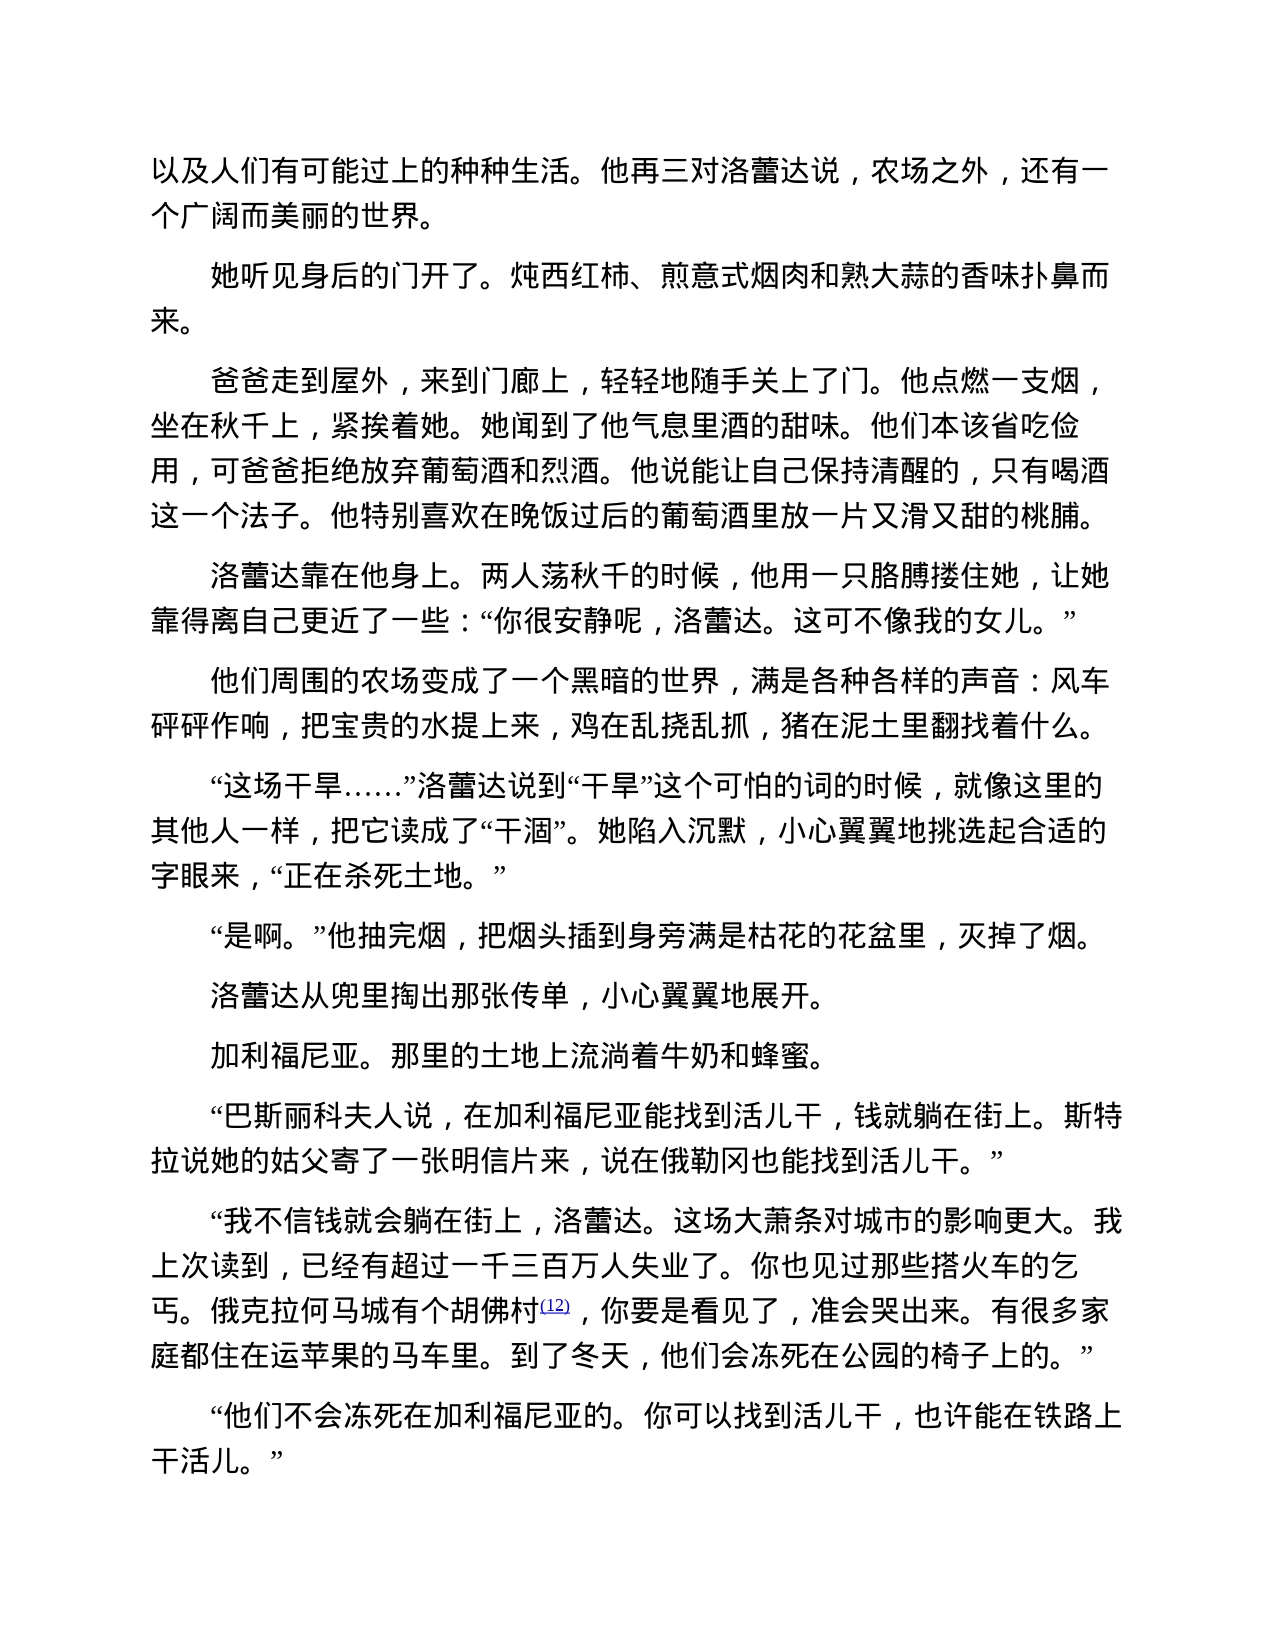 以及人们有可能过上的种种生活。他再三对洛蕾达说，农场之外，还有一
个广阔而美丽的世界。
她听见身后的门开了。炖西红柿、煎意式烟肉和熟大蒜的香味扑鼻而
来。
爸爸走到屋外，来到门廊上，轻轻地随手关上了门。他点燃一支烟，
坐在秋千上，紧挨着她。她闻到了他气息里酒的甜味。他们本该省吃俭
用，可爸爸拒绝放弃葡萄酒和烈酒。他说能让自己保持清醒的，只有喝酒
这一个法子。他特别喜欢在晚饭过后的葡萄酒里放一片又滑又甜的桃脯。
洛蕾达靠在他身上。两人荡秋千的时候，他用一只胳膊搂住她，让她
靠得离自己更近了一些：“你很安静呢，洛蕾达。这可不像我的女儿。”
他们周围的农场变成了一个黑暗的世界，满是各种各样的声音：风车
砰砰作响，把宝贵的水提上来，鸡在乱挠乱抓，猪在泥土里翻找着什么。
“这场干旱……”洛蕾达说到“干旱”这个可怕的词的时候，就像这里的
其他人一样，把它读成了“干涸”。她陷入沉默，小心翼翼地挑选起合适的
字眼来，“正在杀死土地。”
“是啊。”他抽完烟，把烟头插到身旁满是枯花的花盆里，灭掉了烟。
洛蕾达从兜里掏出那张传单，小心翼翼地展开。
加利福尼亚。那里的土地上流淌着牛奶和蜂蜜。
“巴斯丽科夫人说，在加利福尼亚能找到活儿干，钱就躺在街上。斯特
拉说她的姑父寄了一张明信片来，说在俄勒冈也能找到活儿干。”
“我不信钱就会躺在街上，洛蕾达。这场大萧条对城市的影响更大。我
上次读到，已经有超过一千三百万人失业了。你也见过那些搭火车的乞
丐。俄克拉何马城有个胡佛村(12)，你要是看见了，准会哭出来。有很多家
庭都住在运苹果的马车里。到了冬天，他们会冻死在公园的椅子上的。”
“他们不会冻死在加利福尼亚的。你可以找到活儿干，也许能在铁路上
干活儿。”